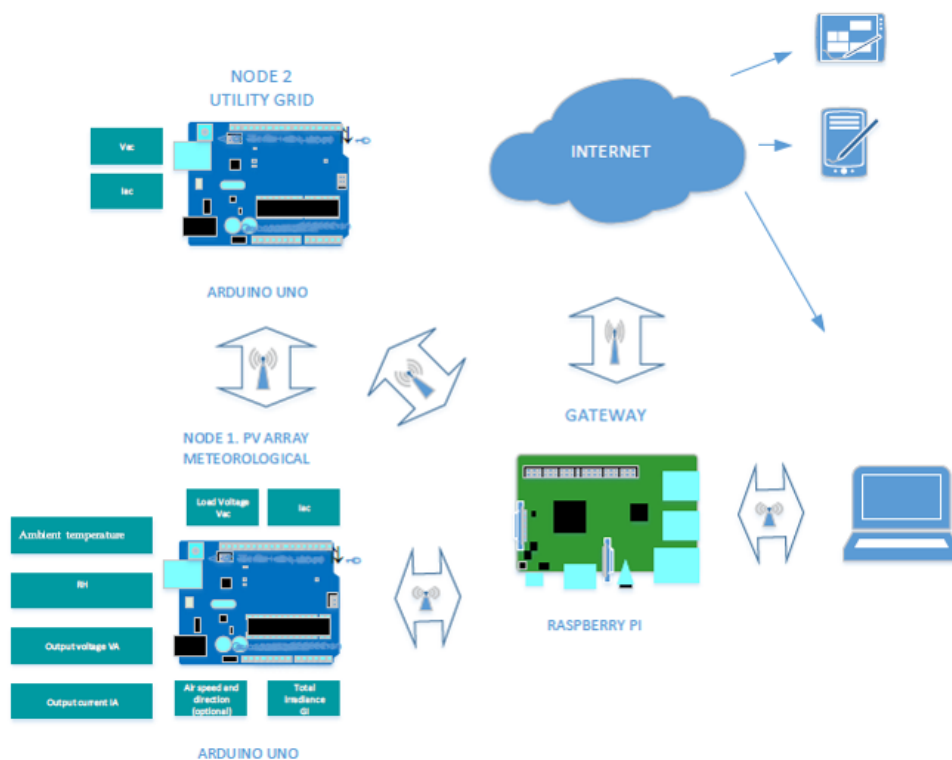 NODE 2
UTILITY GRID
Vac
Iac
ARDUINO UNO
INTERNET
NODE 1. PV ARRAY
METEOROLOGICAL
GATEWAY
Load Voltage
Vac
Iac
Ambient temperature
RH
Output voltage VA
Output current IA
Air speed and
direction
(optional)
Total
Irradiance
GI
ARDUINO UNO
RASPBERRY PI